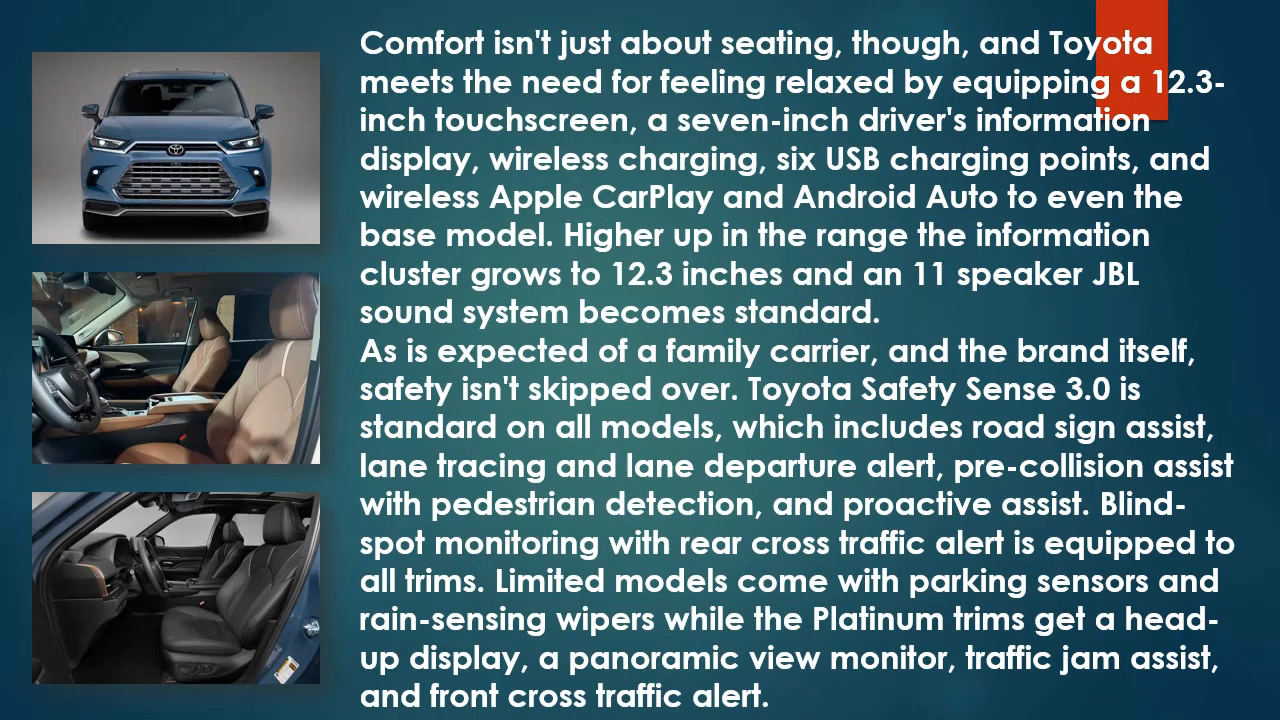 Comfort isn't just about seating, though, and Toyota
meets the need for feeling relaxed by equipping a 12.3-
inch touchscreen, a seven-inch driver's information
display, wireless charging, six USB charging points, and
wireless Apple CarPlay and Android Auto to even the
base model. Higher up in the range the information
cluster grows to 12.3 inches and an 11 speaker JBL
sound system becomes standard.
As is expected of a family carrier, and the brand itself,
safety isn't skipped over. Toyota Safety Sense 3.0 is
standard on all models, which includes road sign assist,
lane tracing and lane departure alert, pre-collision assist
with pedestrian detection, and proactive assist. Blind-
spot monitoring with rear cross traffic alert is equipped to
all trims. Limited models come with parking sensors and
rain-sensing wipers while the Platinum trims get a head-
up display, a panoramic view monitor, traffic jam assist,
and front cross traffic alert.